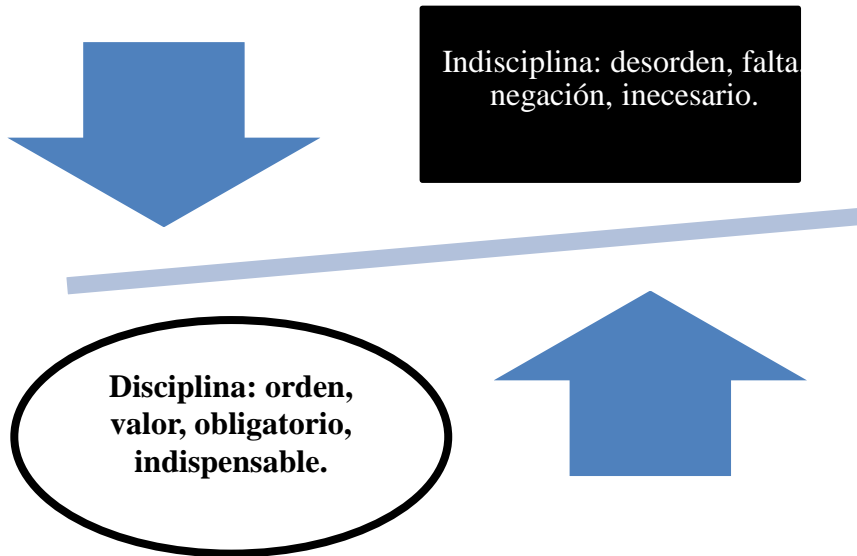 Indisciplina: desorden, falta.
negación, inecesario.
Disciplina: orden,
valor, obligatorio,
indispensable.